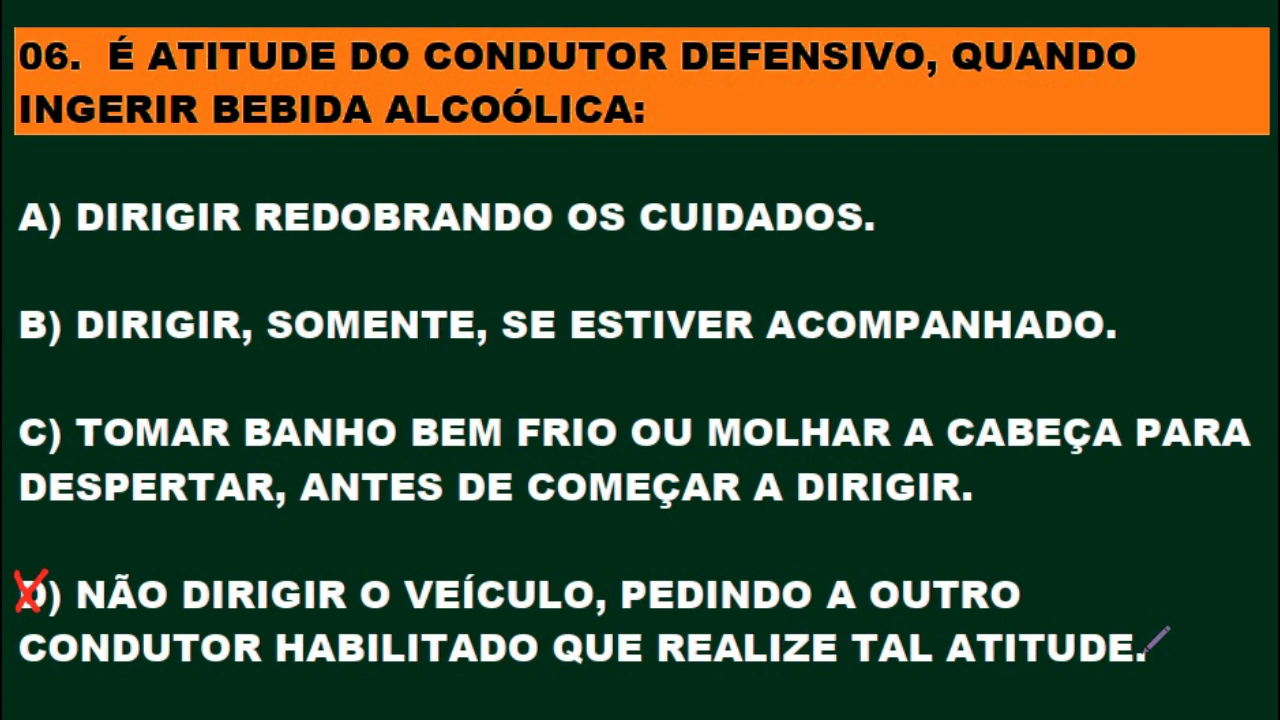 06. É ATITUDE DO CONDUTOR DEFENSIVO, QUANDO
INGERIR BEBIDA ALCOÓLICA:
A) DIRIGIR REDOBRANDO OS CUIDADOS.
B) DIRIGIR, SOMENTE, SE ESTIVER ACOMPANHADO.
C) TOMAR BANHO BEM FRIO OU MOLHAR A CABEÇA PARA
DESPERTAR, ANTES DE COMEÇAR A DIRIGIR.
D) NÃO DIRIGIR O VEÍCULO, PEDINDO A OUTRO
CONDUTOR HABILITADO QUE REALIZE TAL ATITUDE.